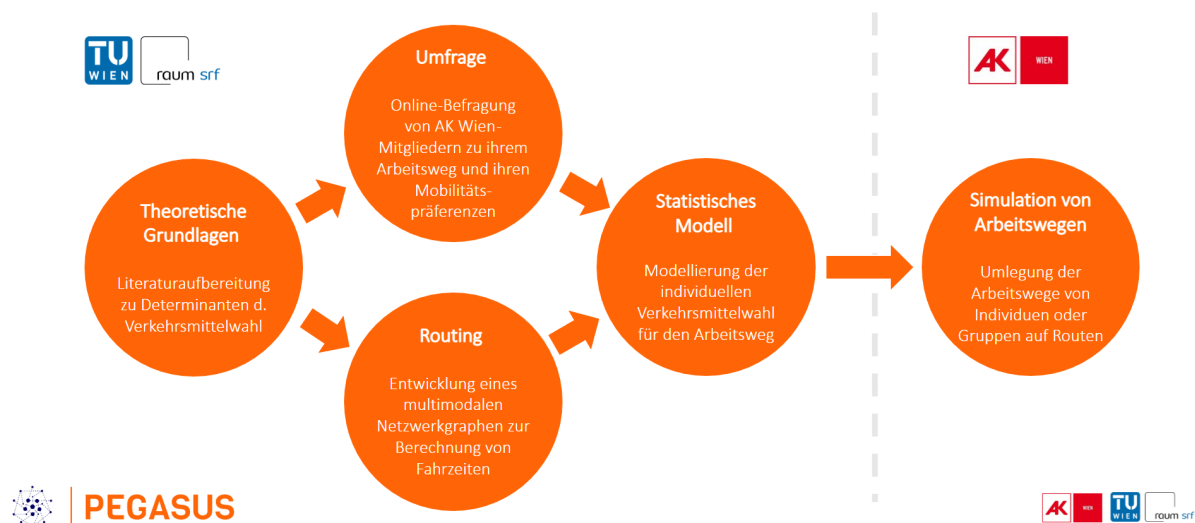 TU
WIEN
raum srf
AK
WIEN
Umfrage
Online-Befragung
von AK Wien-
Mitgliedern zu ihrem
Arbeitsweg und ihren
Mobilitäts-
präferenzen
Theoretische
Grundlagen
Literaturaufbereitung
zu Determinanten d.
Verkehrsmittelwahl
Routing
Entwicklung eines
multimodalen
Netzwerkgraphen zur
Berechnung von
Fahrzeiten
Statistisches
Modell
Modellierung der
individuellen
Verkehrsmittelwahl
für den Arbeitsweg
Simulation von
Arbeitswegen
Umlegung der
Arbeitswege von
Individuen oder
Gruppen auf Routen
PEGASUS
AK
WIEN
TU
WIEN
raum srf